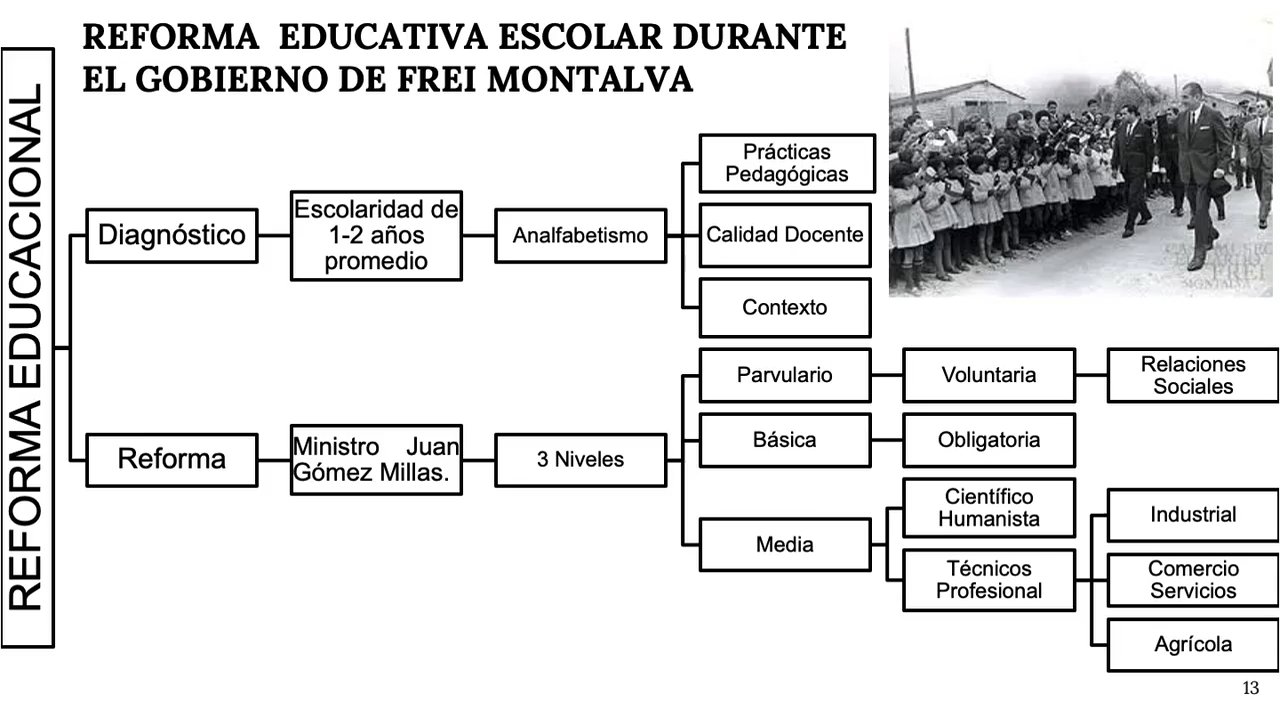 REFORMA  EDUCATIVA ESCOLAR DURANTE
EL GOBIERNO DE FREI MONTALVA
REFORMA EDUCACIONAL
Diagnóstico
Escolaridad de
1-2 años
promedio
Analfabetismo
Prácticas
Pedagógicas
Calidad Docente
Contexto
Reforma
Ministro Juan
Gómez Millas.
3 Niveles
Parvulario
Voluntaria
Relaciones
Sociales
Básica
Obligatoria
Media
Científico
Humanista
Técnicos
Profesional
Industrial
Comercio
Servicios
Agrícola
FREI
MONTALVA
13